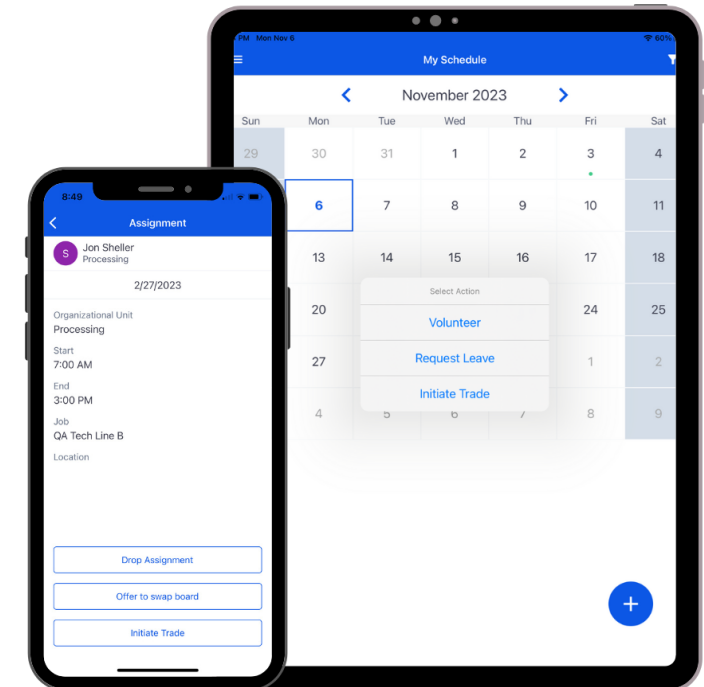 PM Mon Nov 6
60%
My Schedule
November 2023
Sun Mon Tue Wed Thu Fri Sat
29 30 31 1 2 3 4
6 7 8 9 10 11
13 14 15 16 17 18
20 24 25
27 1 2
4 5 6 7 8 9
Select Action
Volunteer
Request Leave
Initiate Trade
+
8:49
Assignment
S
Jon Sheller
Processing
2/27/2023
Organizational Unit
Processing
Start
7:00 AM
End
3:00 PM
Job
QA Tech Line B
Location
Drop Assignment
Offer to swap board
Initiate Trade